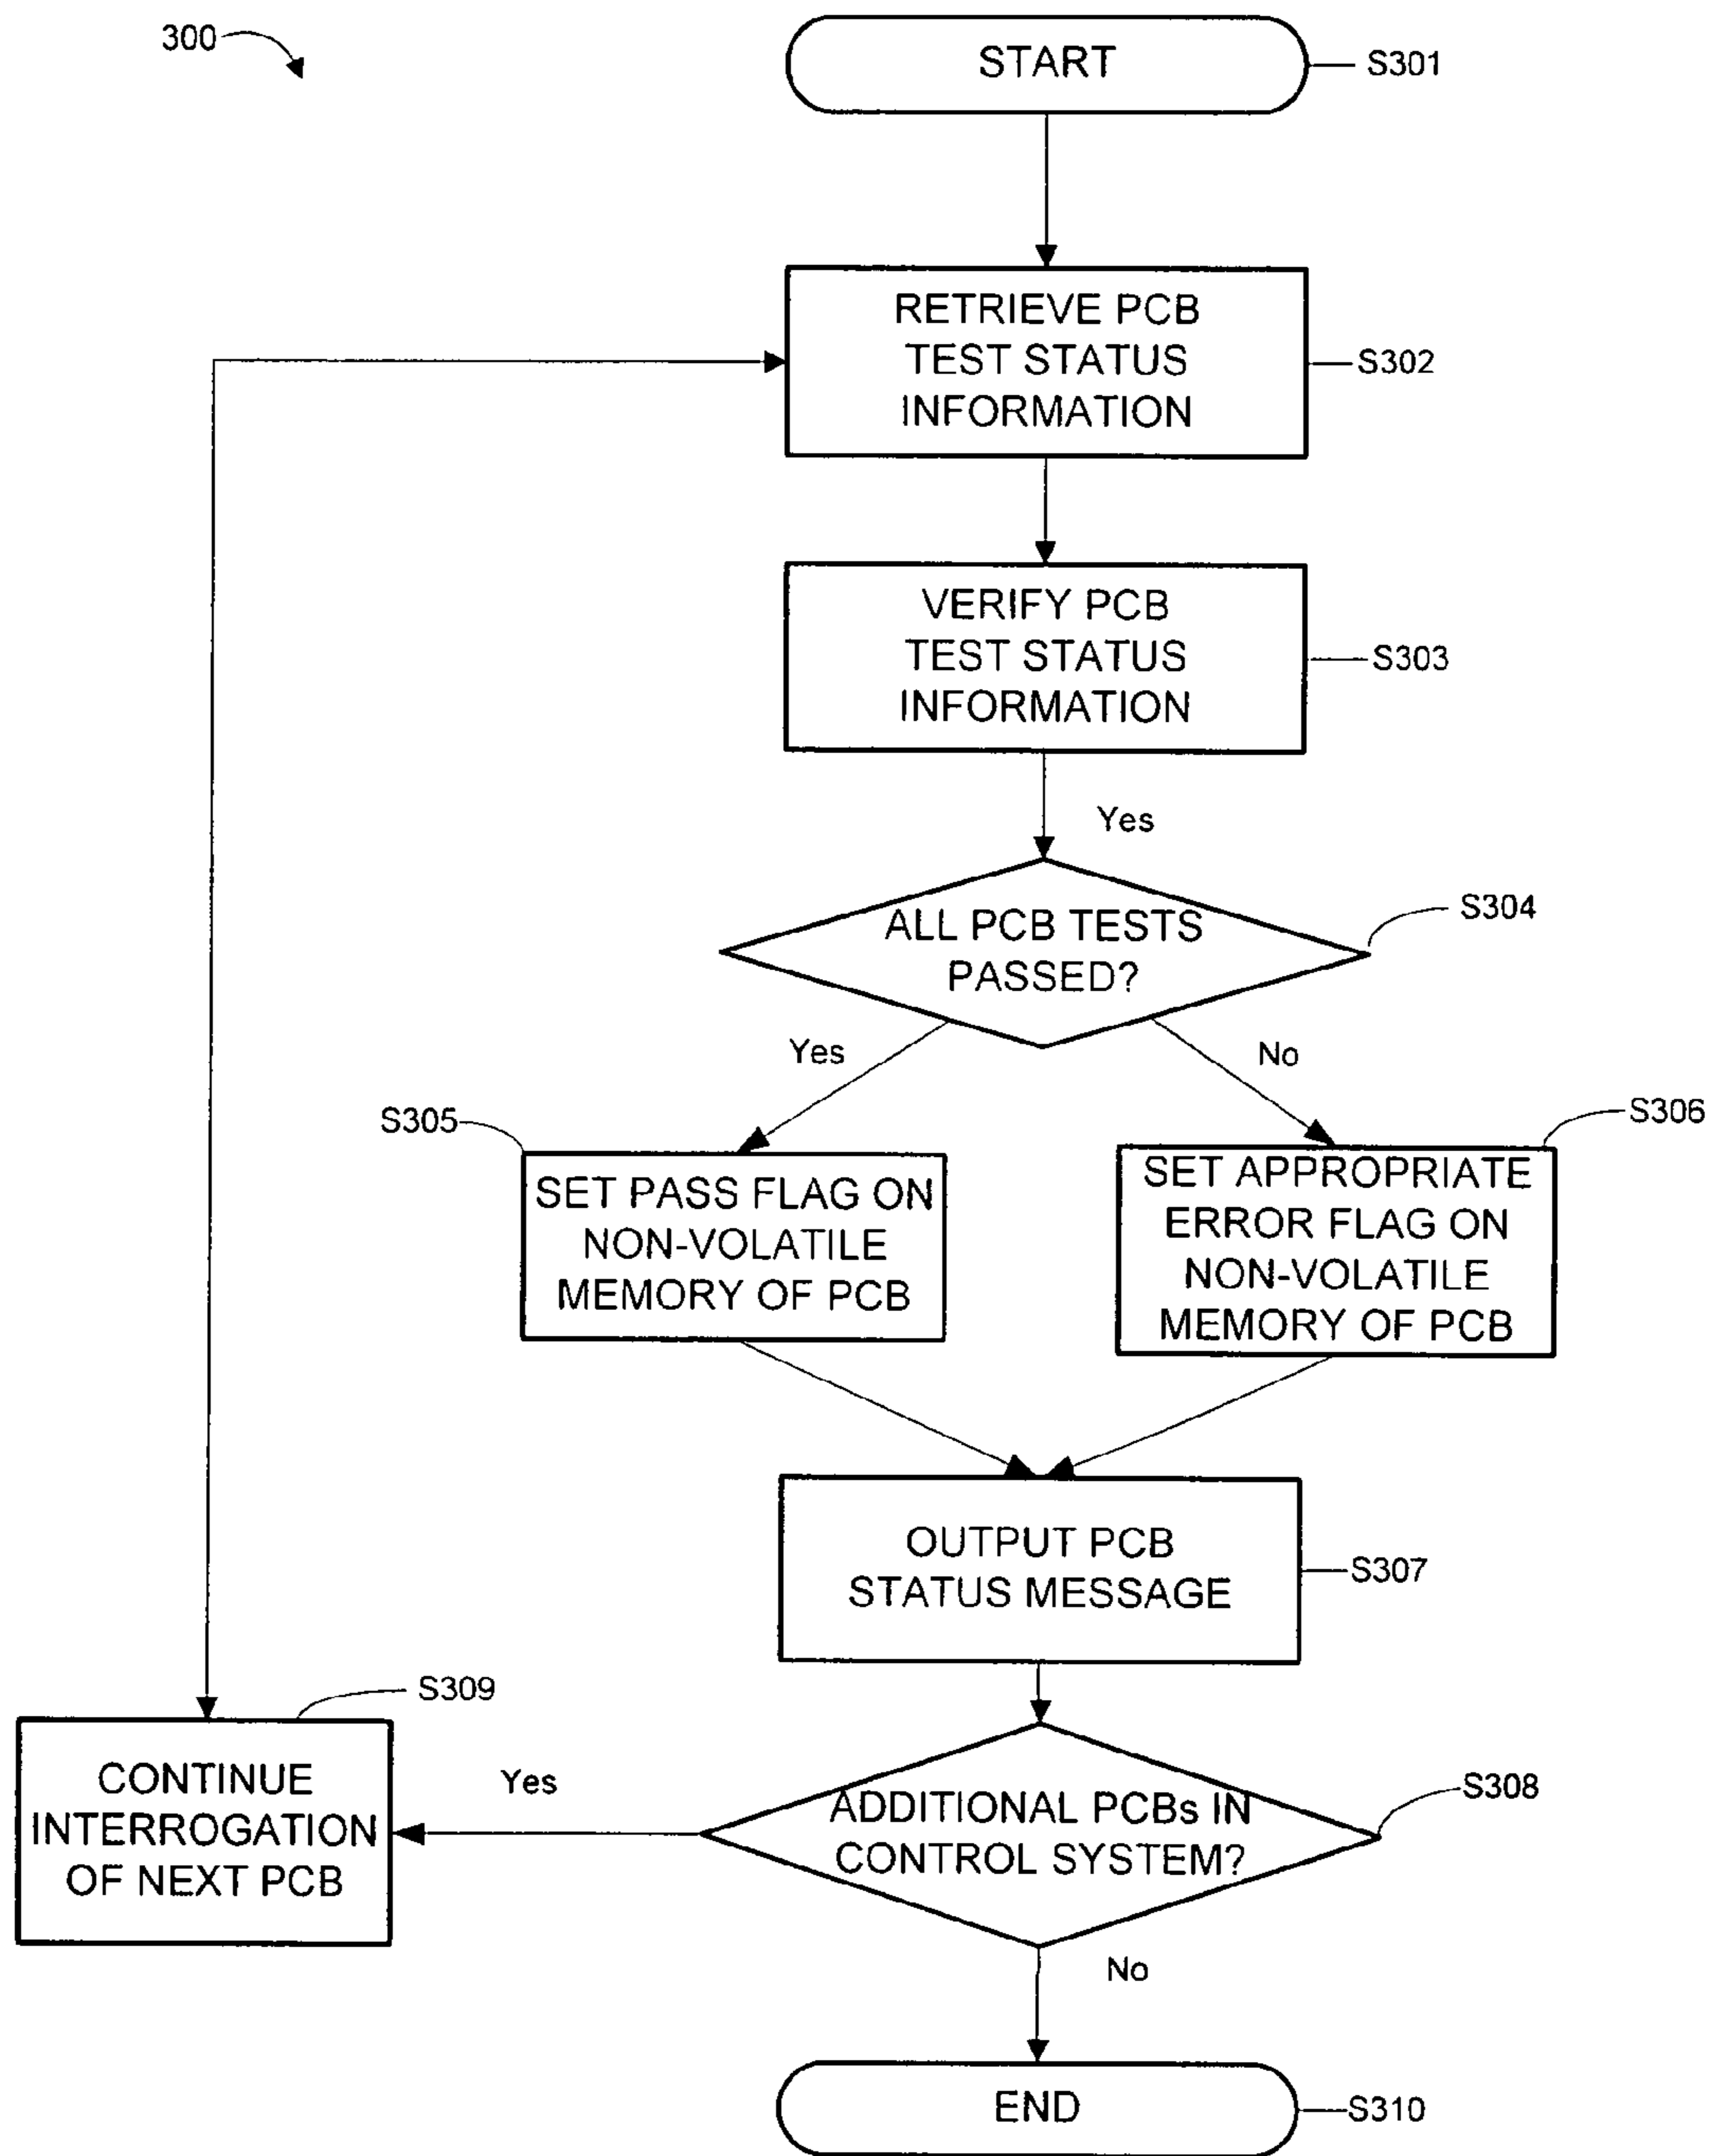 300
START
S301
RETRIEVE PCB
TEST STATUS
INFORMATION
S302
VERIFY PCB
TEST STATUS
INFORMATION
S303
Yes
ALL PCB TESTS
PASSED?
S304
Yes
No
S305
SET PASS FLAG ON
NON-VOLATILE
MEMORY OF PCB
S306
SET APPROPRIATE
ERROR FLAG ON
NON-VOLATILE
MEMORY OF PCB
OUTPUT PCB
STATUS MESSAGE
S307
S309
CONTINUE
INTERROGATION
OF NEXT PCB
Yes
ADDITIONAL PCBs IN
CONTROL SYSTEM?
S308
No
END
S310